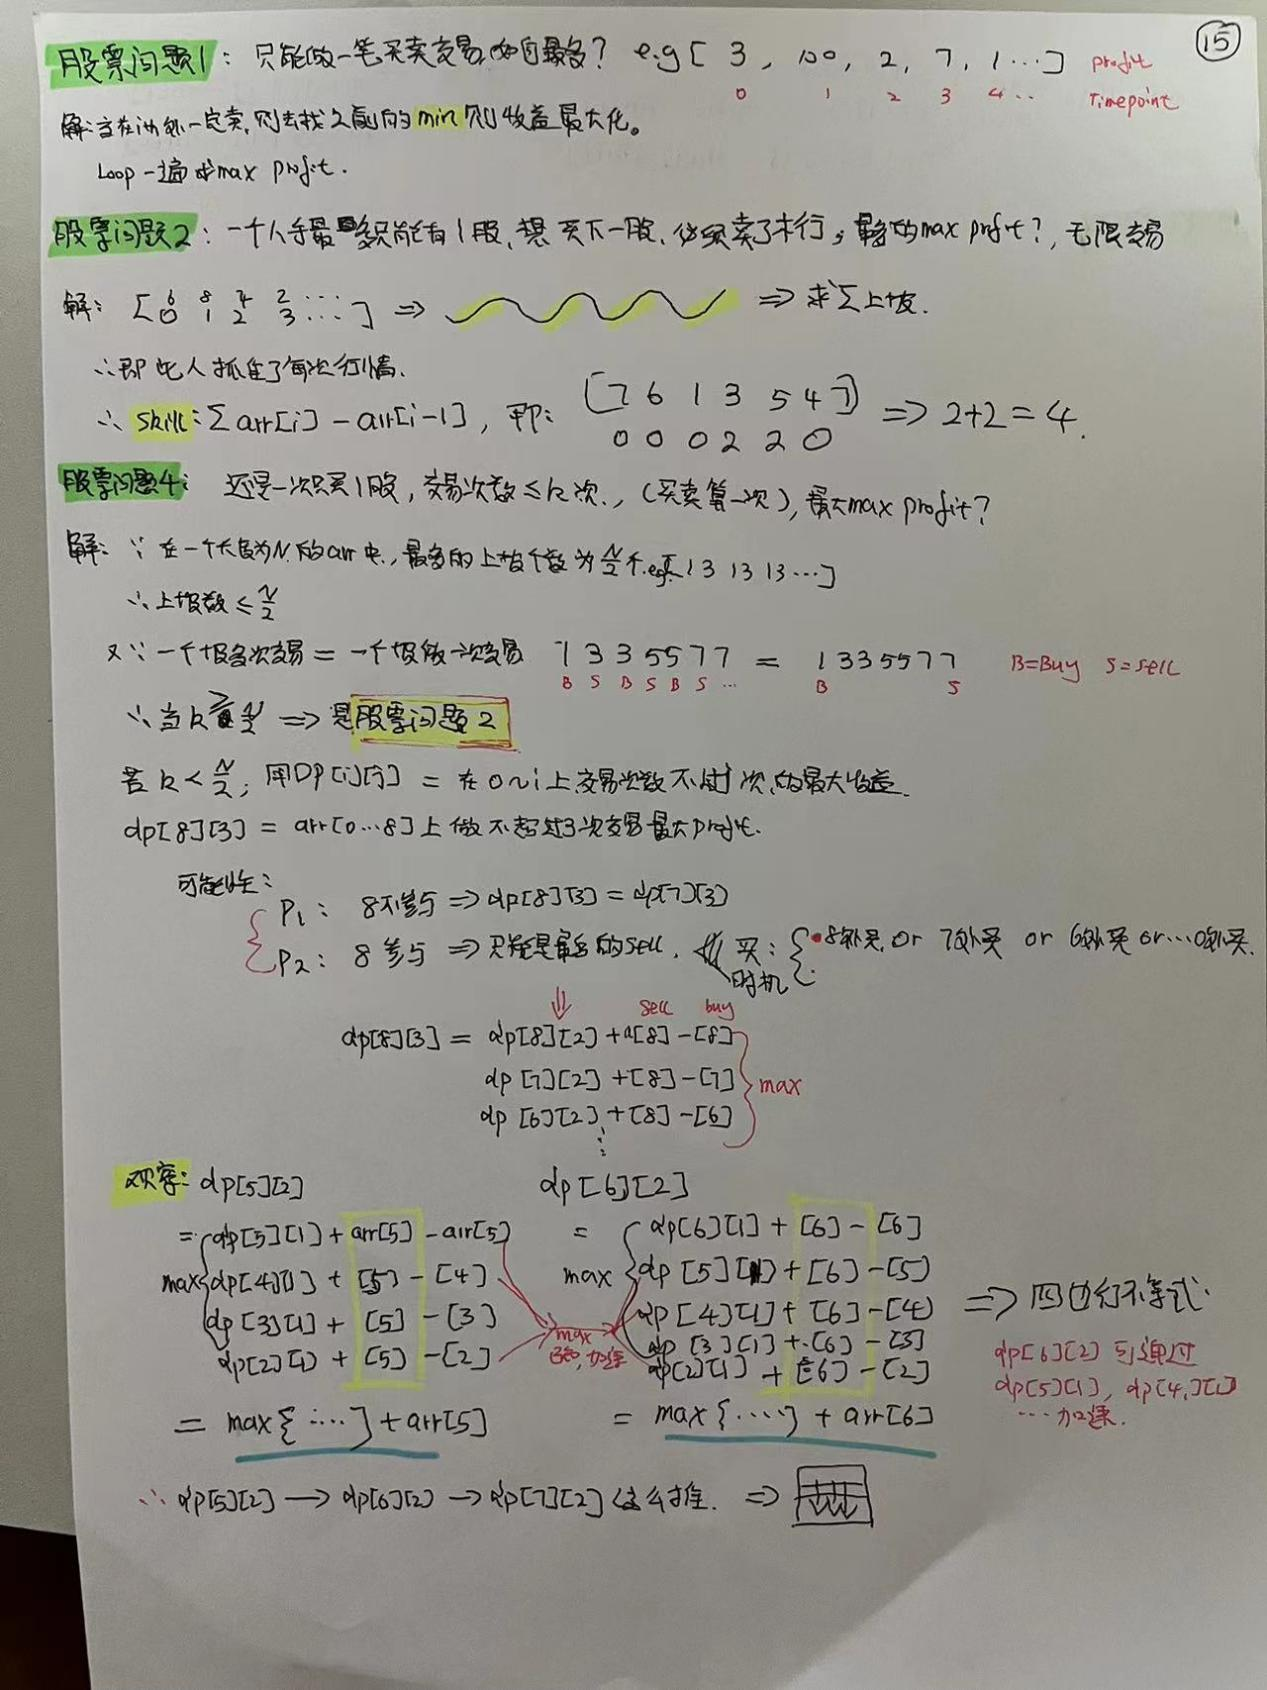 15
股票问题1：只能做一笔买卖交易，收益最多？ e.g [ 3 , 100, 2, 7, 1 ... ] profit
0 1 2 3 4 .. Timepoint
解：当在i时和一定卖，则去找之前的min 则收益最大化。
Loop 一遍求max profit.
股票问题2：一个人手最多只能有1股，想买下一股，必须卖了才行，最终的max profit？，无限交易
解： [ 6 8 4 2 ... ] ⇒ ⇒ 求∑上坡.
0 1 2 3 ...
∴即此人抓住了每次行情.
∴ skill: ∑ arr[i] - arr[i-1] , 即: [7 6 1 3 5 4] ⇒ 2+2=4.
0 0 0 2 2 0
股票问题4： 还是一次只买1股，交易次数≤k次.，(买卖算一次)，最大max profit？
解： ∵ 在一个长度为N.的arr中.，最多的上坡个数为 N/2 个.eg[1 3 13 13 ...]
∴上坡数 ≤ N/2
又∵ 一个坡多次交易 = 一个坡做一次交易 1 3 3 5 5 7 7 = 1 3 3 5 5 7 7 B=Buy S=sell
B S B S B S ... B S
∴当k ≥ N/2 ⇒ 是股票问题2
若 k < N/2; 用DP[i][j] = 在0~i上交易次数不超j次.的最大收益.
dp[8][3] = arr[0...8]上做不超过3次交易最大profit.
可能性：
P1： 8不参与 ⇒ dp[8][3] = dp[7][3]
P2： 8参与 ⇒ 只能是最后的sell. 买时机：{ 8处买 or 7处买 or 6处买 or...0处买.
⇓ sell buy
dp[8][3] = dp[8][2] + a[8] - [8]
dp[7][2] + [8] - [7] max
dp[6][2] + [8] - [6]
⋮
观察: dp[5][2] dp[6][2]
= dp[5][1] + arr[5] - arr[5] = dp[6][1] + [6] - [6]
max dp[4][1] + [5] - [4] max dp[5][1] + [6] - [5]
dp[3][1] + [5] - [3] dp[4][1] + [6] - [4] ⇒ 四边行不等式.
max dp[3][1] + [6] - [3] dp[6][2] 可通过
dp[2][1] + [5] - [2] dp[2][1] + [6] - [2] dp[5][1], dp[4][1]
... 加速.
= max{ ..... } + arr[5] = max{ .... } + arr[6]
∴ dp[5][2] → dp[6][2] → dp[7][2] 这么推. ⇒